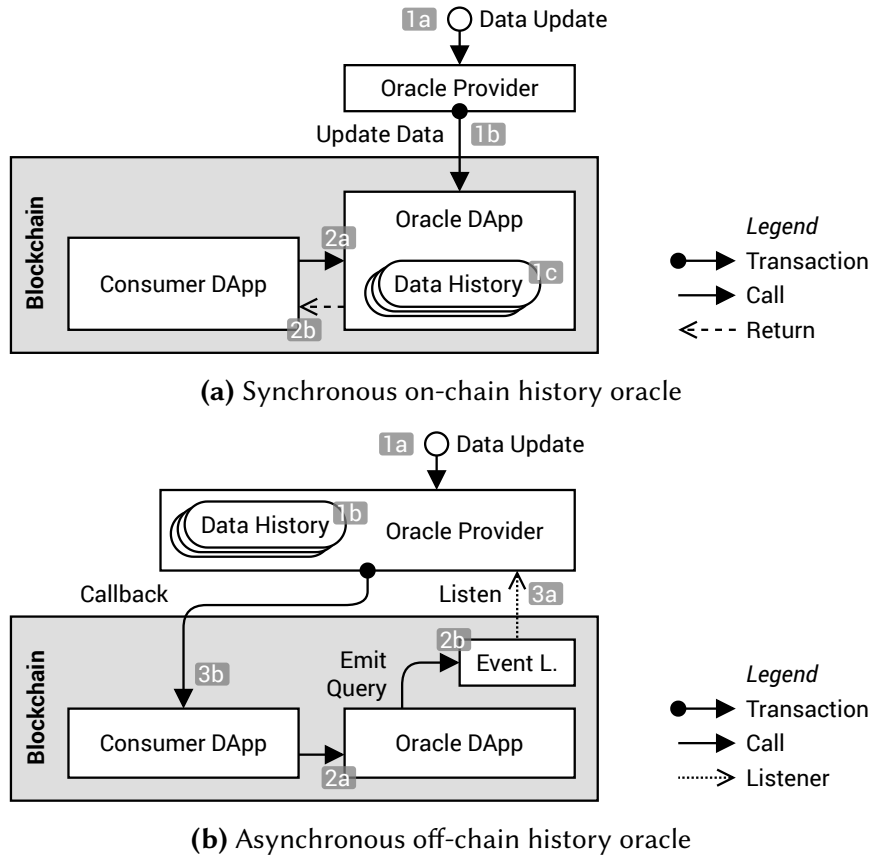 1a Data Update
Oracle Provider
Update Data 1b
Blockchain
Oracle DApp
2a
Consumer DApp
Data History 1c
2b
Legend
Transaction
Call
Return
(a) Synchronous on-chain history oracle
1a Data Update
Data History 1b
Oracle Provider
Callback
Listen 3a
Blockchain
3b
Emit
Query
2b
Event L.
Consumer DApp
2a
Oracle DApp
Legend
Transaction
Call
Listener
(b) Asynchronous off-chain history oracle